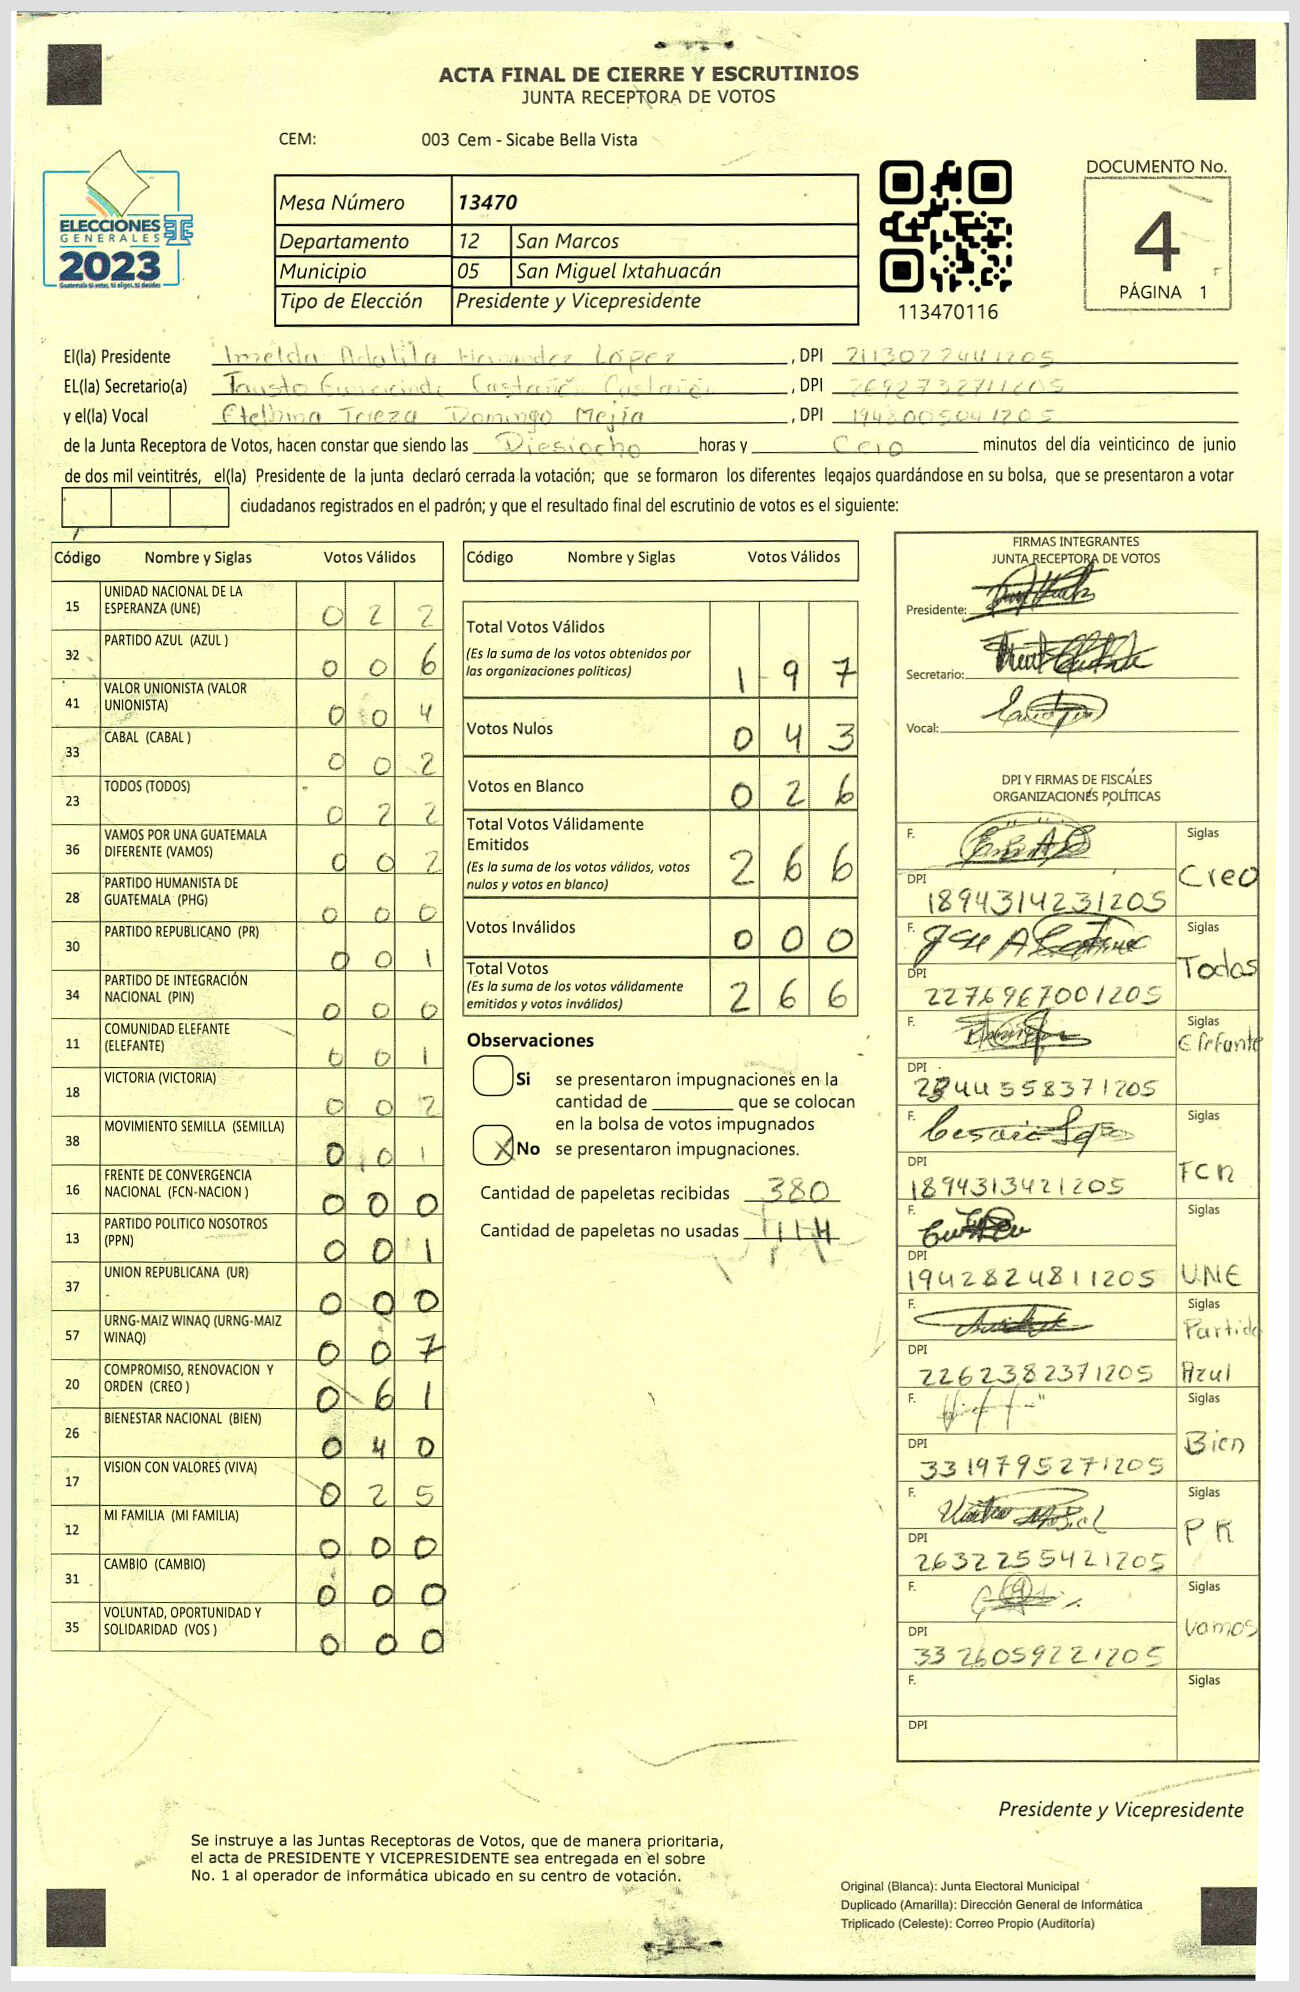 ACTA FINAL DE CIERRE Y ESCRUTINIOS
JUNTA RECEPTORA DE VOTOS
CEM: 003 Cem - Sicabe Bella Vista
ELECCIONES
GENERALES
2023
Guatemala tú votas, tú eliges, tú decides
Mesa Número 13470
Departamento 12 San Marcos
Municipio 05 San Miguel Ixtahuacán
Tipo de Elección Presidente y Vicepresidente
113470116
DOCUMENTO No.
4
PÁGINA 1
El(la) Presidente Imelda Adalila Hernandez López , DPI 2113022441205
EL(la) Secretario(a) Fausto Castañón , DPI 2692732711205
y el(la) Vocal Etelbina Tereza Domingo Mejía , DPI 1948005041205
de la Junta Receptora de Votos, hacen constar que siendo las Diesiocho horas y Cero minutos del día veinticinco de junio
de dos mil veintitrés, el(la) Presidente de la junta declaró cerrada la votación; que se formaron los diferentes legajos guardándose en su bolsa, que se presentaron a votar
ciudadanos registrados en el padrón; y que el resultado final del escrutinio de votos es el siguiente:
Código Nombre y Siglas Votos Válidos
15 UNIDAD NACIONAL DE LA ESPERANZA (UNE) 0 2 2
32 PARTIDO AZUL (AZUL ) 0 0 6
41 VALOR UNIONISTA (VALOR UNIONISTA) 0 0 4
33 CABAL (CABAL ) 0 0 2
23 TODOS (TODOS) 0 2 2
36 VAMOS POR UNA GUATEMALA DIFERENTE (VAMOS) 0 0 2
28 PARTIDO HUMANISTA DE GUATEMALA (PHG) 0 0 0
30 PARTIDO REPUBLICANO (PR) 0 0 1
34 PARTIDO DE INTEGRACIÓN NACIONAL (PIN) 0 0 0
11 COMUNIDAD ELEFANTE (ELEFANTE) 0 0 1
18 VICTORIA (VICTORIA) 0 0 2
38 MOVIMIENTO SEMILLA (SEMILLA) 0 0 1
16 FRENTE DE CONVERGENCIA NACIONAL (FCN-NACION ) 0 0 0
13 PARTIDO POLITICO NOSOTROS (PPN) 0 0 1
37 UNION REPUBLICANA (UR) 0 0 0
57 URNG-MAIZ WINAQ (URNG-MAIZ WINAQ) 0 0 7
20 COMPROMISO, RENOVACION Y ORDEN (CREO ) 0 6 1
26 BIENESTAR NACIONAL (BIEN) 0 4 0
17 VISION CON VALORES (VIVA) 0 2 5
12 MI FAMILIA (MI FAMILIA) 0 0 0
31 CAMBIO (CAMBIO) 0 0 0
35 VOLUNTAD, OPORTUNIDAD Y SOLIDARIDAD (VOS ) 0 0 0
Código Nombre y Siglas Votos Válidos
Total Votos Válidos
(Es la suma de los votos obtenidos por
las organizaciones políticas) 1 9 7
Votos Nulos 0 4 3
Votos en Blanco 0 2 6
Total Votos Válidamente
Emitidos
(Es la suma de los votos válidos, votos
nulos y votos en blanco) 2 6 6
Votos Inválidos 0 0 0
Total Votos
(Es la suma de los votos válidamente
emitidos y votos inválidos) 2 6 6
Observaciones
Si se presentaron impugnaciones en la
cantidad de ________ que se colocan
en la bolsa de votos impugnados
X No se presentaron impugnaciones.
Cantidad de papeletas recibidas 380
Cantidad de papeletas no usadas 114
FIRMAS INTEGRANTES
JUNTA RECEPTORA DE VOTOS
Presidente:
Secretario:
Vocal:
DPI Y FIRMAS DE FISCALES
ORGANIZACIONES POLÍTICAS
F. Siglas
Creo
DPI 1894314231205
F. Siglas
Todos
DPI 2276967001205
F. Siglas
Elefante
DPI 2244558371205
F. Siglas
FCN
DPI 1894313421205
F. Siglas
UNE
DPI 1942824811205
F. Siglas
Partido
Azul
DPI 2262382371205
F. Siglas
Bien
DPI 3319795271205
F. Siglas
PR
DPI 2632255421205
F. Siglas
Vamos
DPI 3326059221205
F. Siglas
DPI
Presidente y Vicepresidente
Se instruye a las Juntas Receptoras de Votos, que de manera prioritaria,
el acta de PRESIDENTE Y VICEPRESIDENTE sea entregada en el sobre
No. 1 al operador de informática ubicado en su centro de votación.
Original (Blanca): Junta Electoral Municipal
Duplicado (Amarilla): Dirección General de Informática
Triplicado (Celeste): Correo Propio (Auditoría)